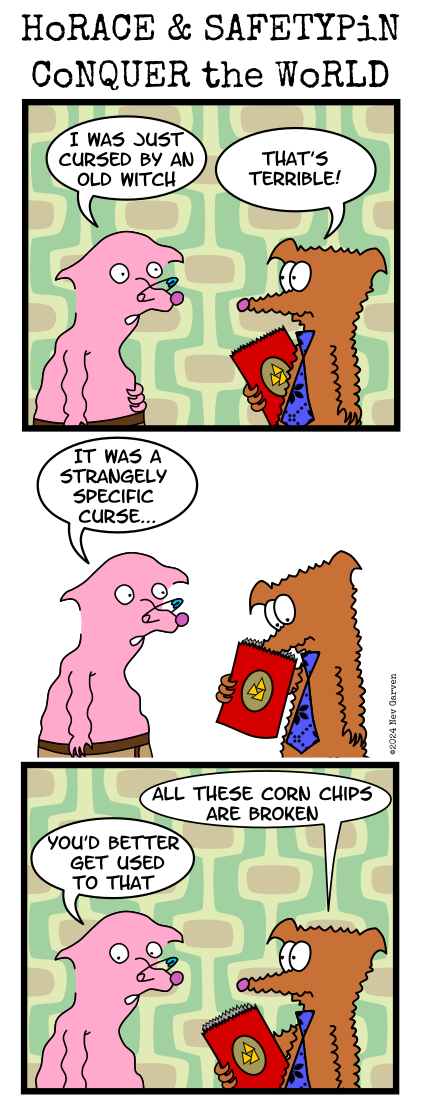 HoRACE & SAFETYPiN
CoNQUER the WoRLD
I WAS JUST
CURSED BY AN
OLD WITCH
THAT'S
TERRIBLE!
IT WAS A
STRANGELY
SPECIFIC
CURSE...
©2024 Nev Garven
ALL THESE CORN CHIPS
ARE BROKEN
YOU'D BETTER
GET USED
TO THAT